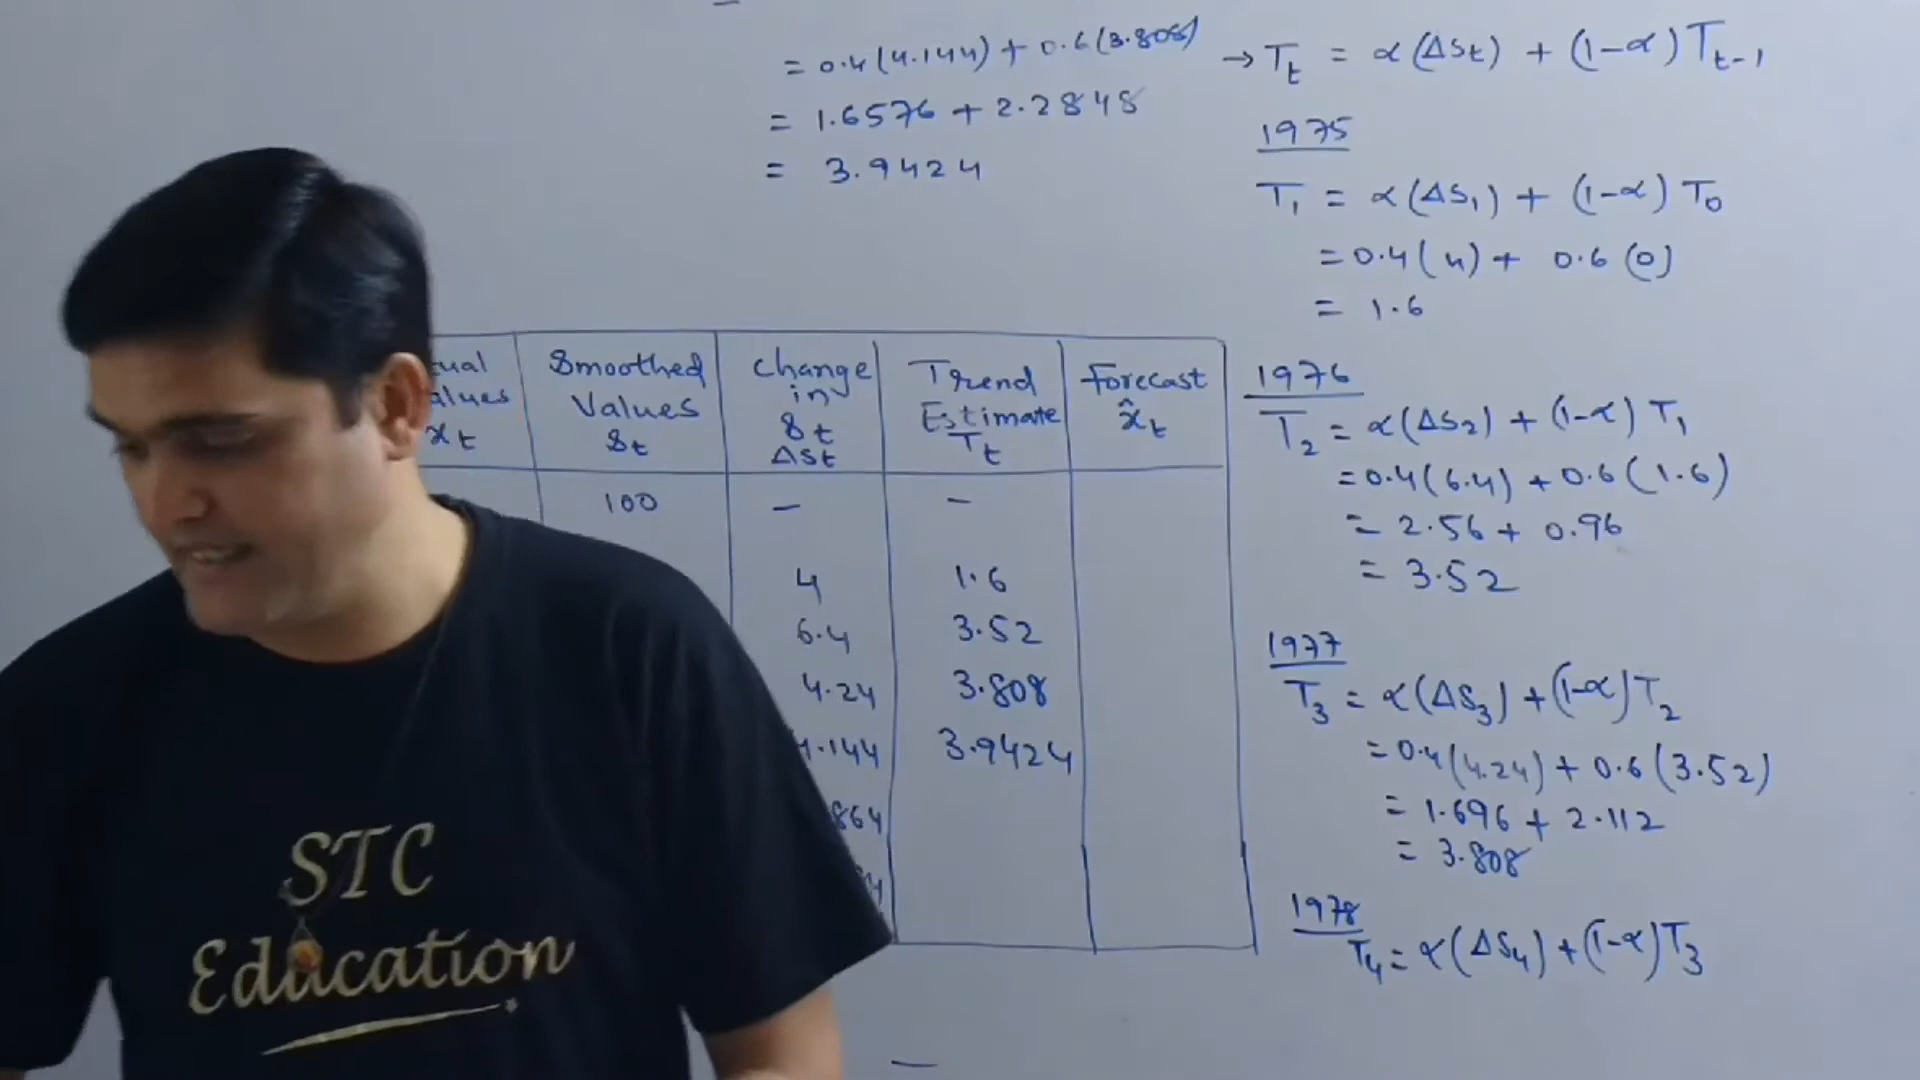 = 0.4(4.144) + 0.6(3.808)
= 1.6576 + 2.2848
= 3.9424
→ Tt = α(ΔSt) + (1-α)Tt-1
1975
T1 = α(ΔS1) + (1-α) T0
= 0.4(4) + 0.6(0)
= 1.6
1976
T2 = α(ΔS2) + (1-α) T1
= 0.4(6.4) + 0.6(1.6)
= 2.56 + 0.96
= 3.52
1977
T3 = α(ΔS3) + (1-α)T2
= 0.4(4.24) + 0.6(3.52)
= 1.696 + 2.112
= 3.808
1978
T4 = α(ΔS4) + (1-α)T3
xt
Smoothed Values St
Change in St ΔSt
Trend Estimate Tt
Forecast x̂t
100 — —
4 1.6
6.4 3.52
4.24 3.808
.144 3.9424
864
STC
Education